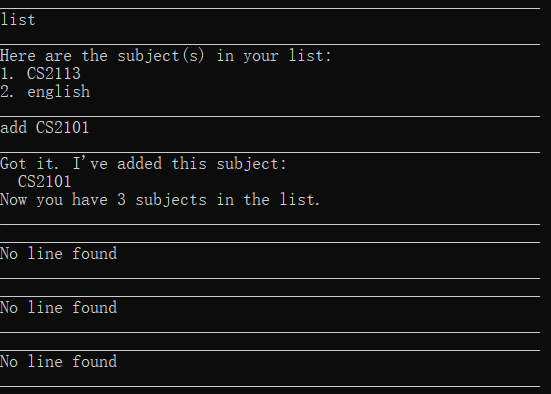 list
Here are the subject(s) in your list:
1. CS2113
2. english
add CS2101
Got it. I've added this subject:
CS2101
Now you have 3 subjects in the list.
No line found
No line found
No line found